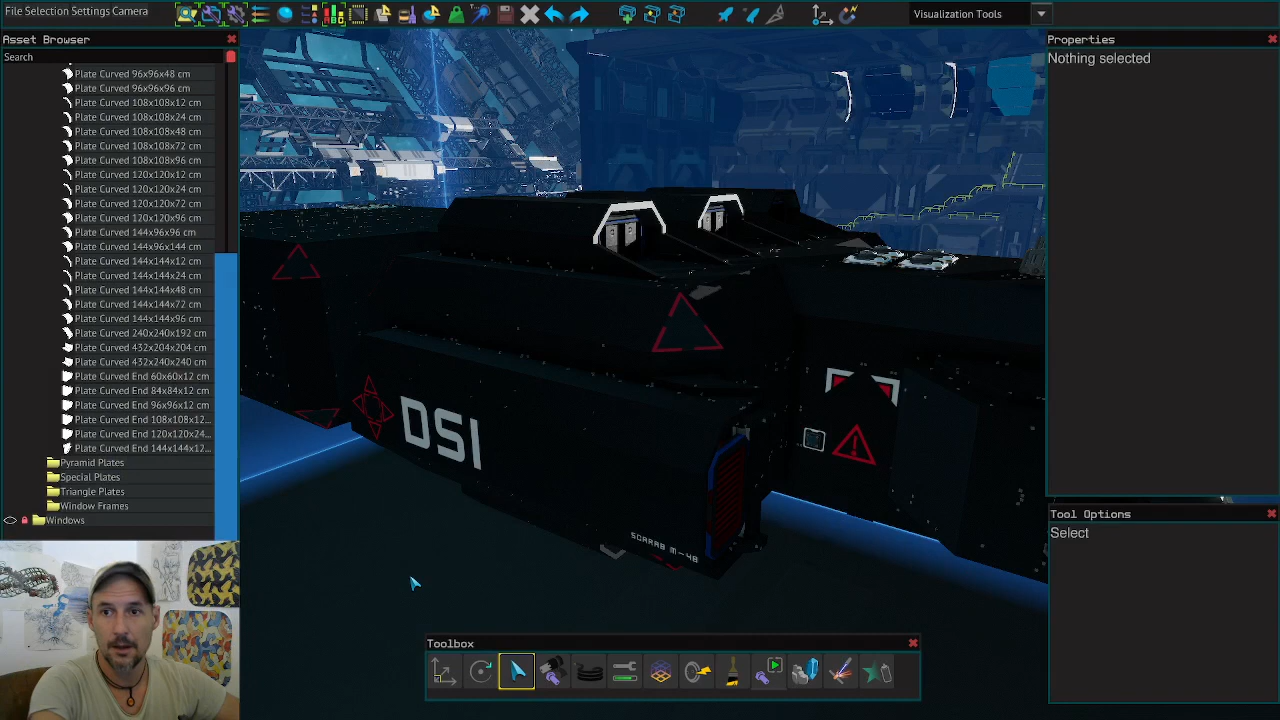 File Selection Settings Camera
Visualization Tools
Asset Browser
Search
Plate Curved 96x96x48 cm
Plate Curved 96x96x96 cm
Plate Curved 108x108x12 cm
Plate Curved 108x108x24 cm
Plate Curved 108x108x48 cm
Plate Curved 108x108x72 cm
Plate Curved 108x108x96 cm
Plate Curved 120x120x12 cm
Plate Curved 120x120x24 cm
Plate Curved 120x120x72 cm
Plate Curved 120x120x96 cm
Plate Curved 144x96x96 cm
Plate Curved 144x96x144 cm
Plate Curved 144x144x12 cm
Plate Curved 144x144x24 cm
Plate Curved 144x144x48 cm
Plate Curved 144x144x72 cm
Plate Curved 144x144x96 cm
Plate Curved 240x240x192 cm
Plate Curved 432x204x204 cm
Plate Curved 432x240x240 cm
Plate Curved End 60x60x12 cm
Plate Curved End 84x84x12 cm
Plate Curved End 96x96x12 cm
Plate Curved End 108x108x12...
Plate Curved End 120x120x24...
Plate Curved End 144x144x12...
Pyramid Plates
Special Plates
Triangle Plates
Window Frames
Windows
Properties
Nothing selected
DSI
SCARAB M-48
Tool Options
Select
Toolbox